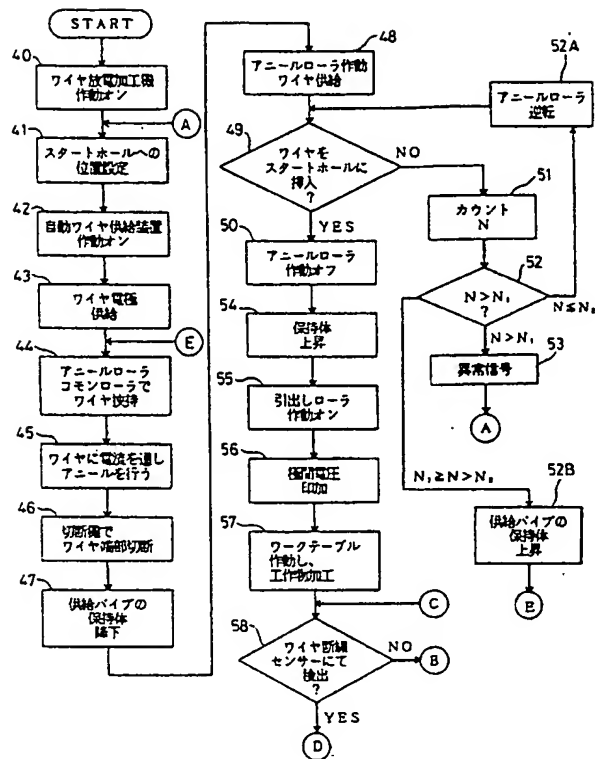 START
40
ワイヤ放電加工機
作動オン
A
41
スタートホールへの
位置設定
42
自動ワイヤ供給装置
作動オン
43
ワイヤ電極
供給
E
44
アニールローラ
コモンローラで
ワイヤ挟持
45
ワイヤに電流を通し
アニールを行う
46
切断機で
ワイヤ端部切断
47
供給パイプの
保持体
降下
48
アニールローラ作動
ワイヤ供給
49
ワイヤを
スタートホールに
挿入
?
NO
YES
50
アニールローラ
作動オフ
54
保持体
上昇
55
引出しローラ
作動オン
56
極間電圧
印加
57
ワークテーブル
作動し、
工作物加工
C
58
ワイヤ断線
センサーにて
検出
?
NO
B
YES
D
52A
アニールローラ
逆転
51
カウント
N
52
N>N₁
?
N≦N₂
N>N₁
53
異常信号
A
N₁≧N>N₂
52B
供給パイプの
保持体
上昇
E